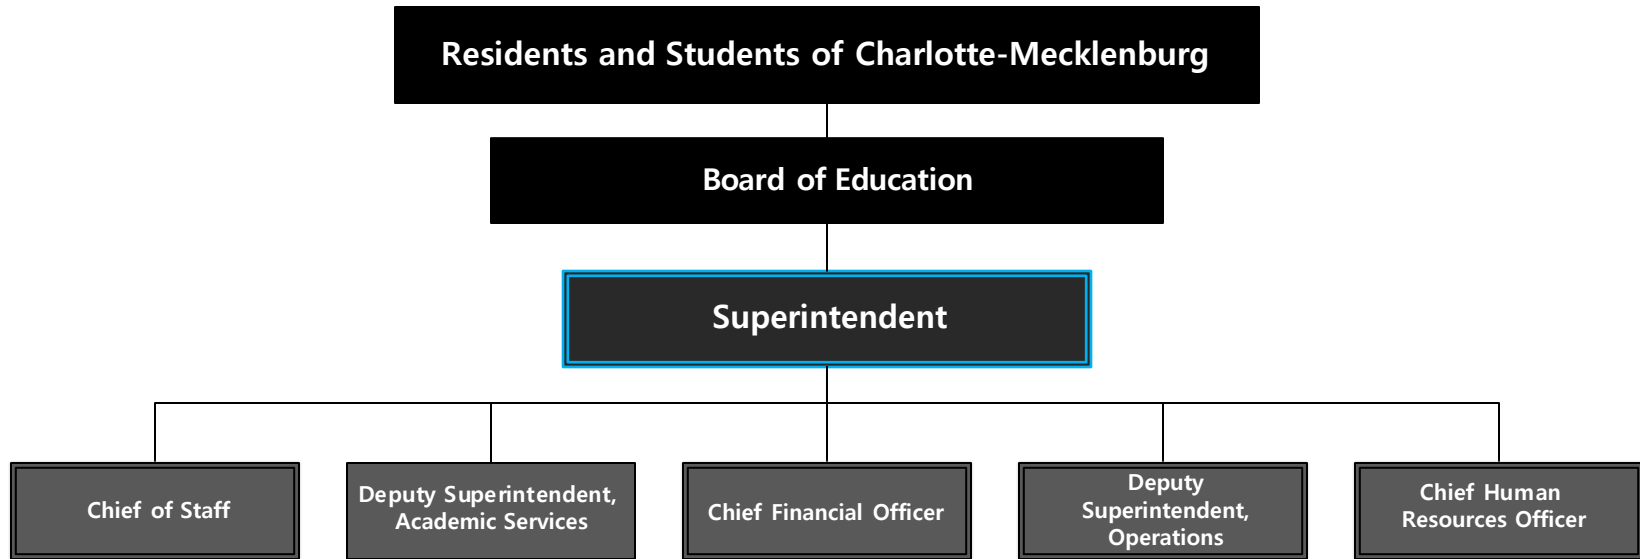 Residents and Students of Charlotte-Mecklenburg
Board of Education
Superintendent
Chief of Staff
Deputy Superintendent,
Academic Services
Chief Financial Officer
Deputy
Superintendent,
Operations
Chief Human
Resources Officer